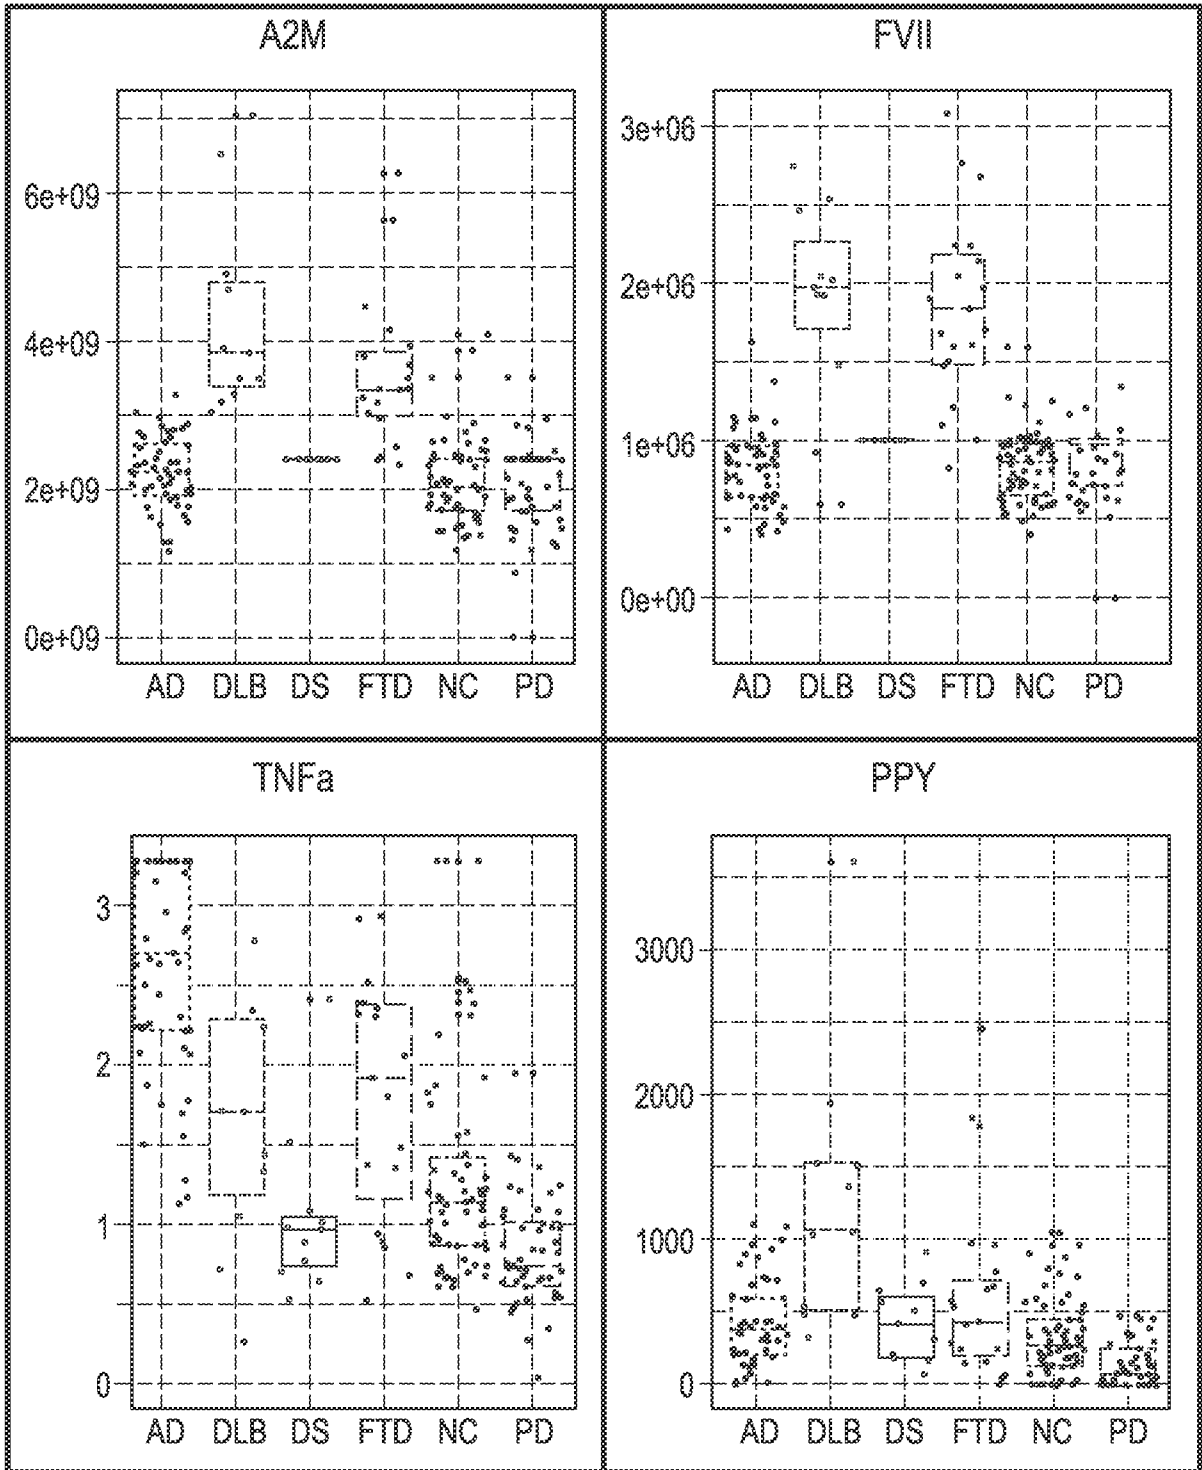 A2M
6e+09
4e+09
2e+09
0e+09
AD DLB DS FTD NC PD
FVII
3e+06
2e+06
1e+06
0e+00
AD DLB DS FTD NC PD
TNFa
3
2
1
0
AD DLB DS FTD NC PD
PPY
3000
2000
1000
0
AD DLB DS FTD NC PD